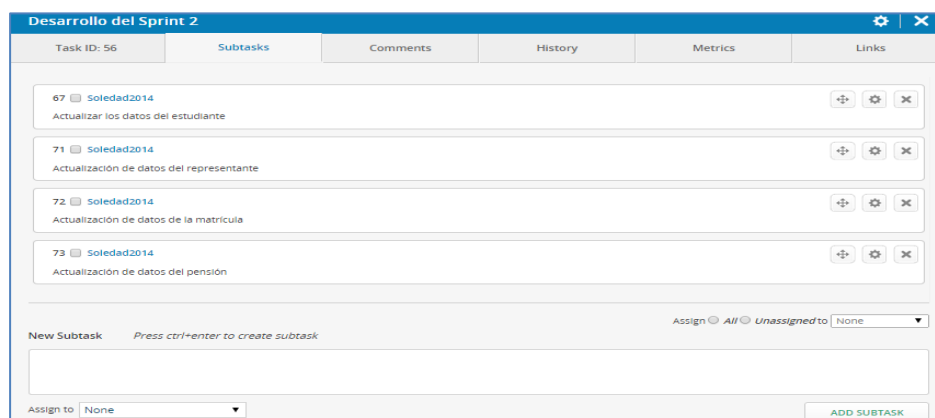 Desarrollo del Sprint 2
Task ID: 56 Subtasks Comments History Metrics Links
67 Soledad2014
Actualizar los datos del estudiante
71 Soledad2014
Actualización de datos del representante
72 Soledad2014
Actualización de datos de la matrícula
73 Soledad2014
Actualización de datos del pensión
Assign All Unassigned to None
New Subtask Press ctrl+enter to create subtask
Assign to None
ADD SUBTASK